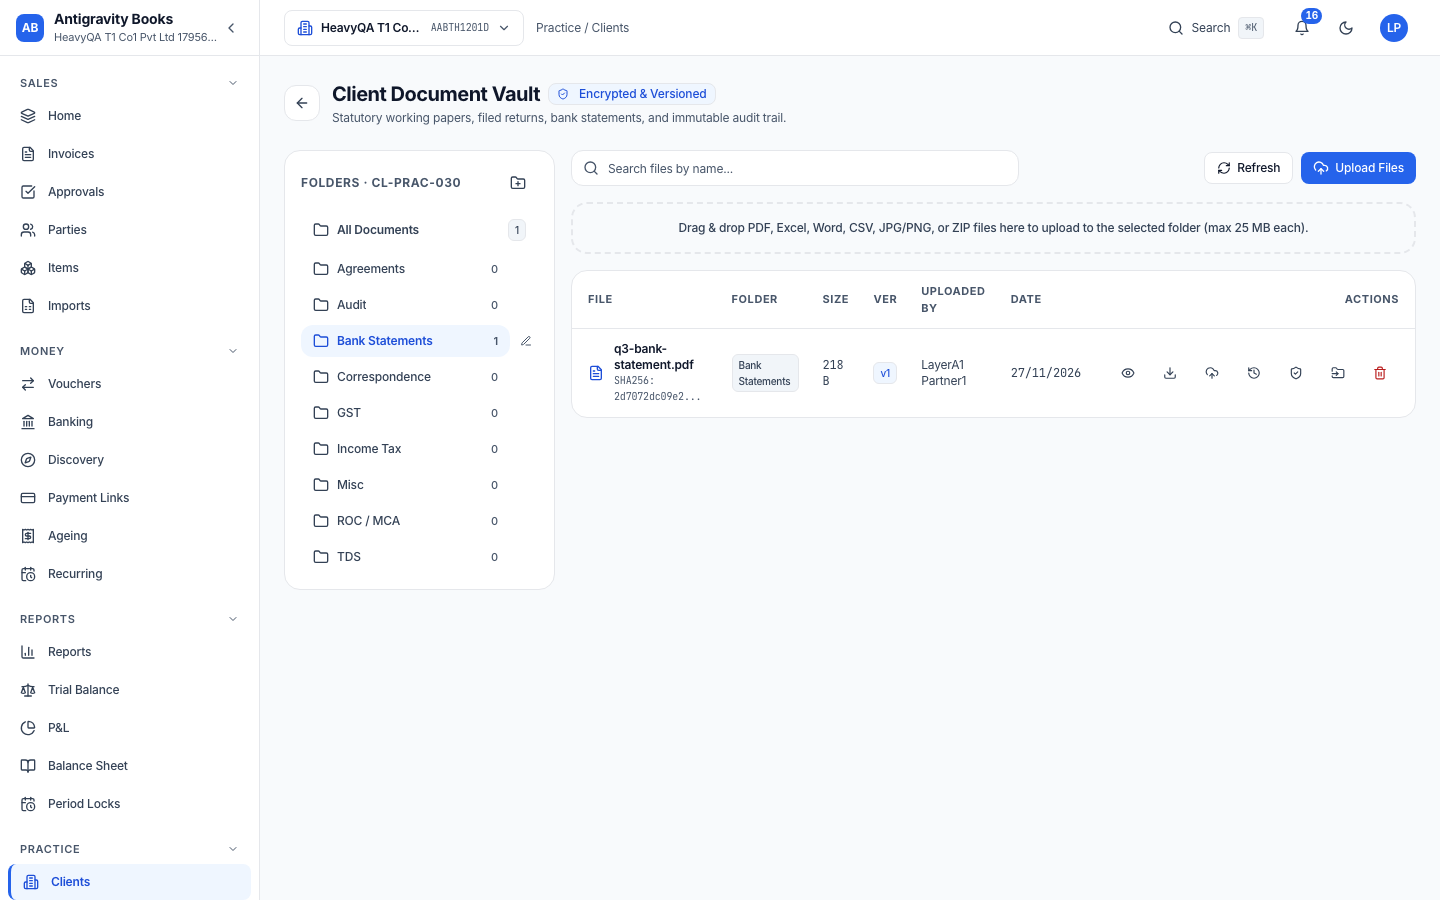 AB
Antigravity Books
HeavyQA T1 Co1 Pvt Ltd 17956...
SALES
Home
Invoices
Approvals
Parties
Items
Imports
MONEY
Vouchers
Banking
Discovery
Payment Links
Ageing
Recurring
REPORTS
Reports
Trial Balance
P&L
Balance Sheet
Period Locks
PRACTICE
Clients
HeavyQA T1 Co... AABTH1201D
Practice / Clients
Search ⌘K
16
LP
Client Document Vault
Encrypted & Versioned
Statutory working papers, filed returns, bank statements, and immutable audit trail.
FOLDERS · CL-PRAC-030
All Documents 1
Agreements 0
Audit 0
Bank Statements 1
Correspondence 0
GST 0
Income Tax 0
Misc 0
ROC / MCA 0
TDS 0
Search files by name...
Refresh
Upload Files
Drag & drop PDF, Excel, Word, CSV, JPG/PNG, or ZIP files here to upload to the selected folder (max 25 MB each).
FILE FOLDER SIZE VER UPLOADED BY DATE ACTIONS
q3-bank-
statement.pdf
SHA256:
2d7072dc09e2...
Bank
Statements
218
B
v1
LayerA1
Partner1
27/11/2026